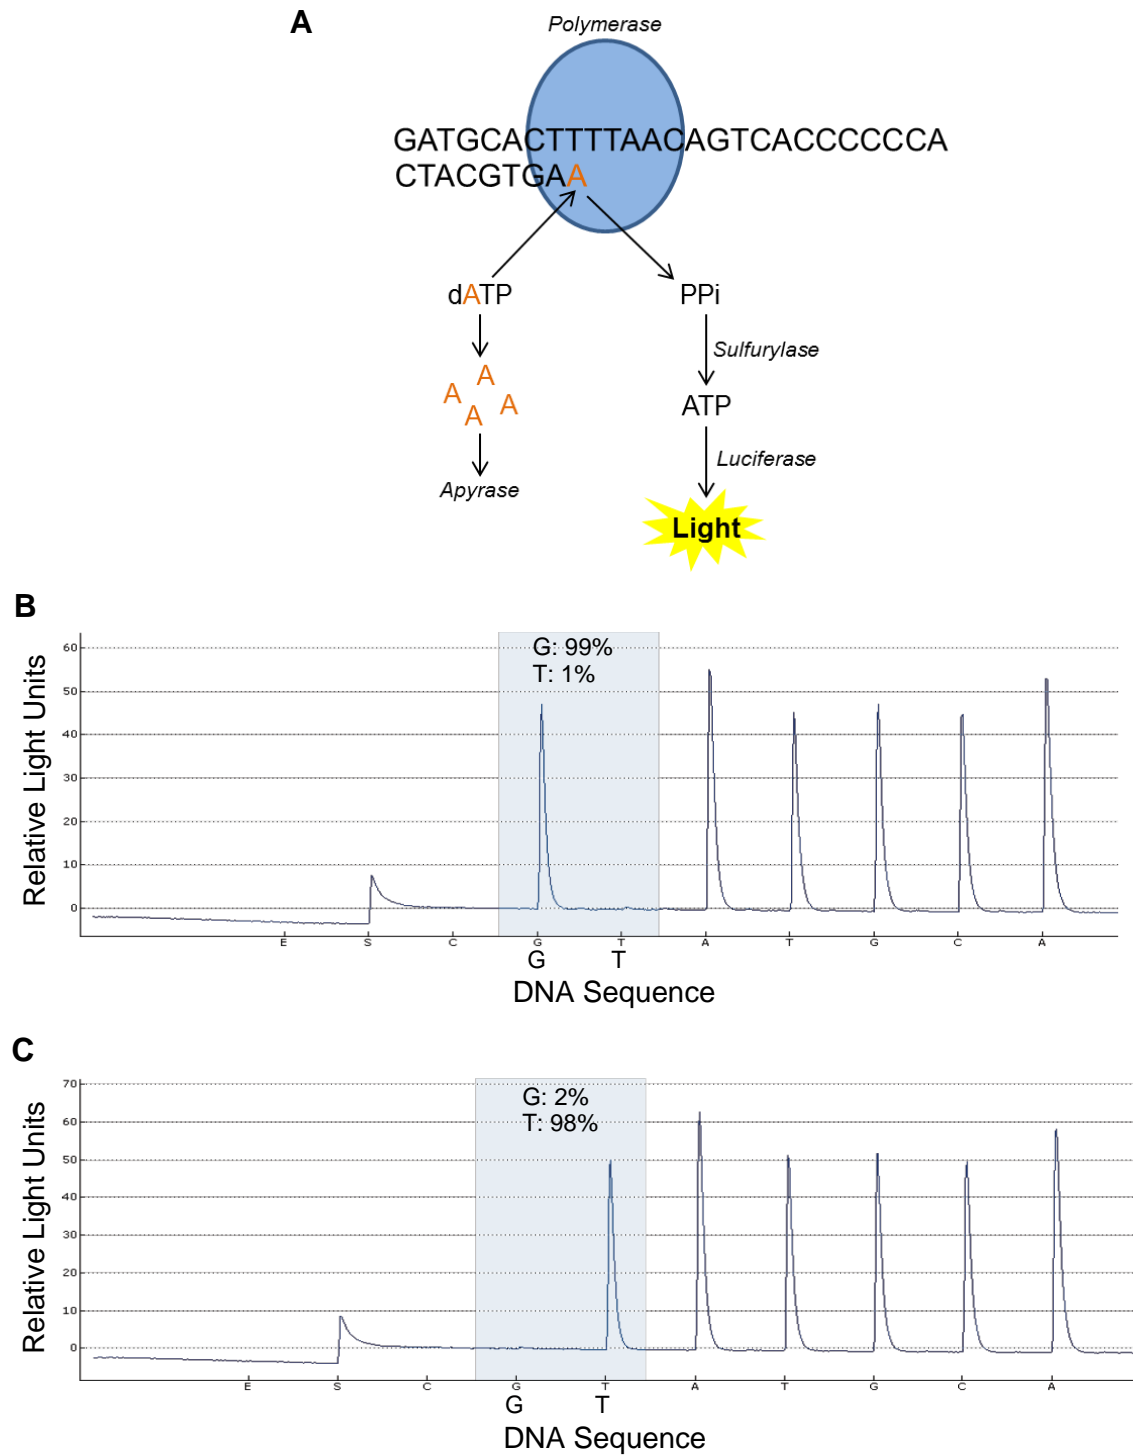 A
Polymerase
GATGCACTTTTAACAGTCACCCCCCA
CTACGTGAA
dATP
PPi
Sulfurylase
A
A
A
A
ATP
Luciferase
Apyrase
Light
B
Relative Light Units
60
50
40
30
20
10
0
G: 99%
T: 1%
E S C G T A T G C A
G T
DNA Sequence
C
Relative Light Units
70
60
50
40
30
20
10
0
G: 2%
T: 98%
E S C G T A T G C A
G T
DNA Sequence